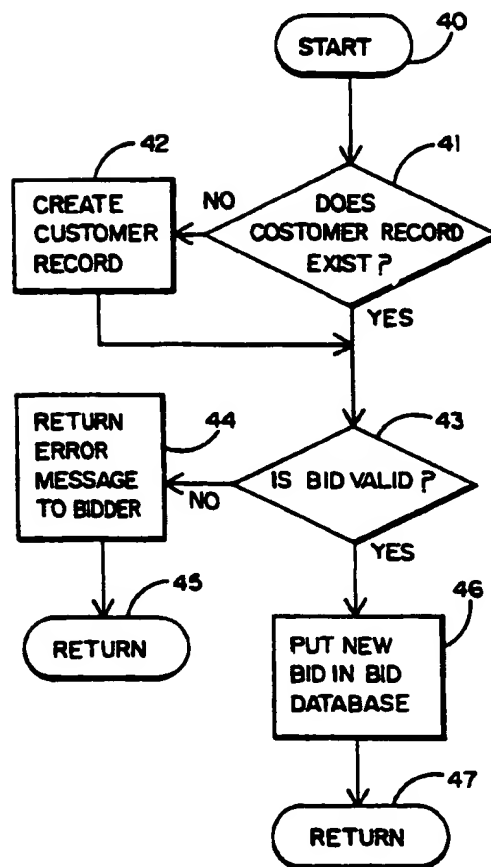 40
START
42
41
CREATE
CUSTOMER
RECORD
NO
DOES
COSTOMER RECORD
EXIST ?
YES
RETURN
ERROR
MESSAGE
TO BIDDER
44
43
IS BID VALID ?
NO
YES
45
RETURN
46
PUT NEW
BID IN BID
DATABASE
47
RETURN